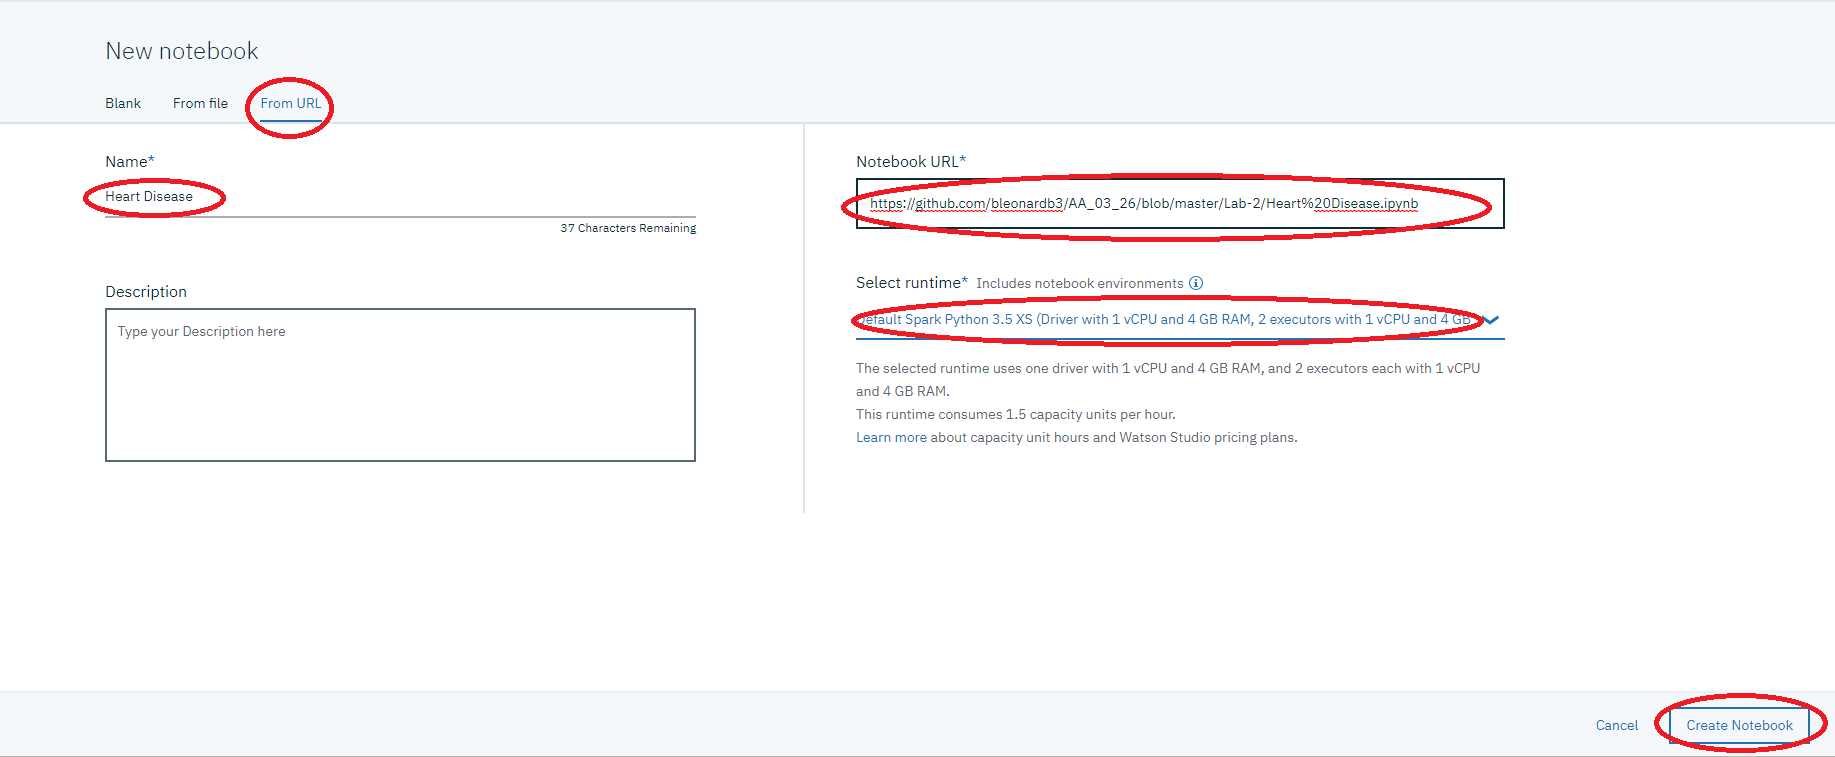 New notebook
Blank From file From URL
Name*
Heart Disease
37 Characters Remaining
Description
Type your Description here
Notebook URL*
https://github.com/bleonardb3/AA_03_26/blob/master/Lab-2/Heart%20Disease.ipynb
Select runtime* Includes notebook environments
Default Spark Python 3.5 XS (Driver with 1 vCPU and 4 GB RAM, 2 executors with 1 vCPU and 4 GB
The selected runtime uses one driver with 1 vCPU and 4 GB RAM, and 2 executors each with 1 vCPU
and 4 GB RAM.
This runtime consumes 1.5 capacity units per hour.
Learn more about capacity unit hours and Watson Studio pricing plans.
Cancel Create Notebook